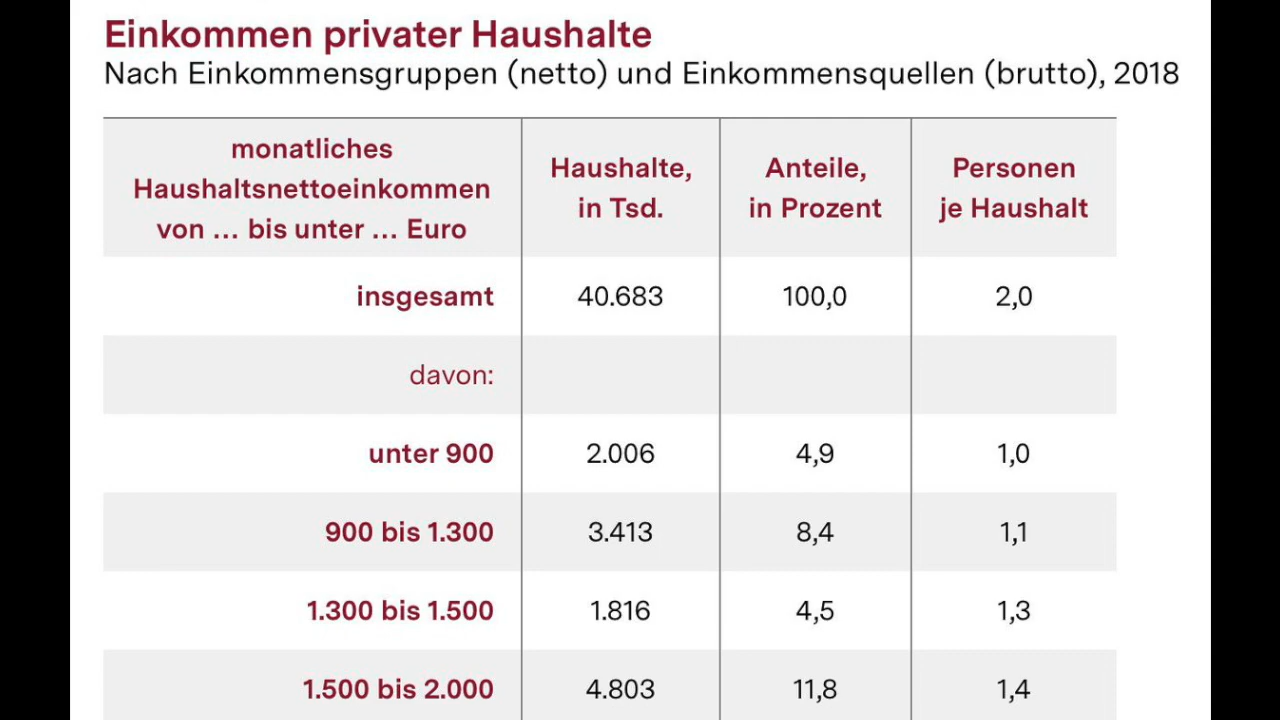 Einkommen privater Haushalte
Nach Einkommensgruppen (netto) und Einkommensquellen (brutto), 2018
monatliches
Haushaltsnettoeinkommen
von ... bis unter ... Euro
Haushalte,
in Tsd.
Anteile,
in Prozent
Personen
je Haushalt
insgesamt 40.683 100,0 2,0
davon:
unter 900 2.006 4,9 1,0
900 bis 1.300 3.413 8,4 1,1
1.300 bis 1.500 1.816 4,5 1,3
1.500 bis 2.000 4.803 11,8 1,4